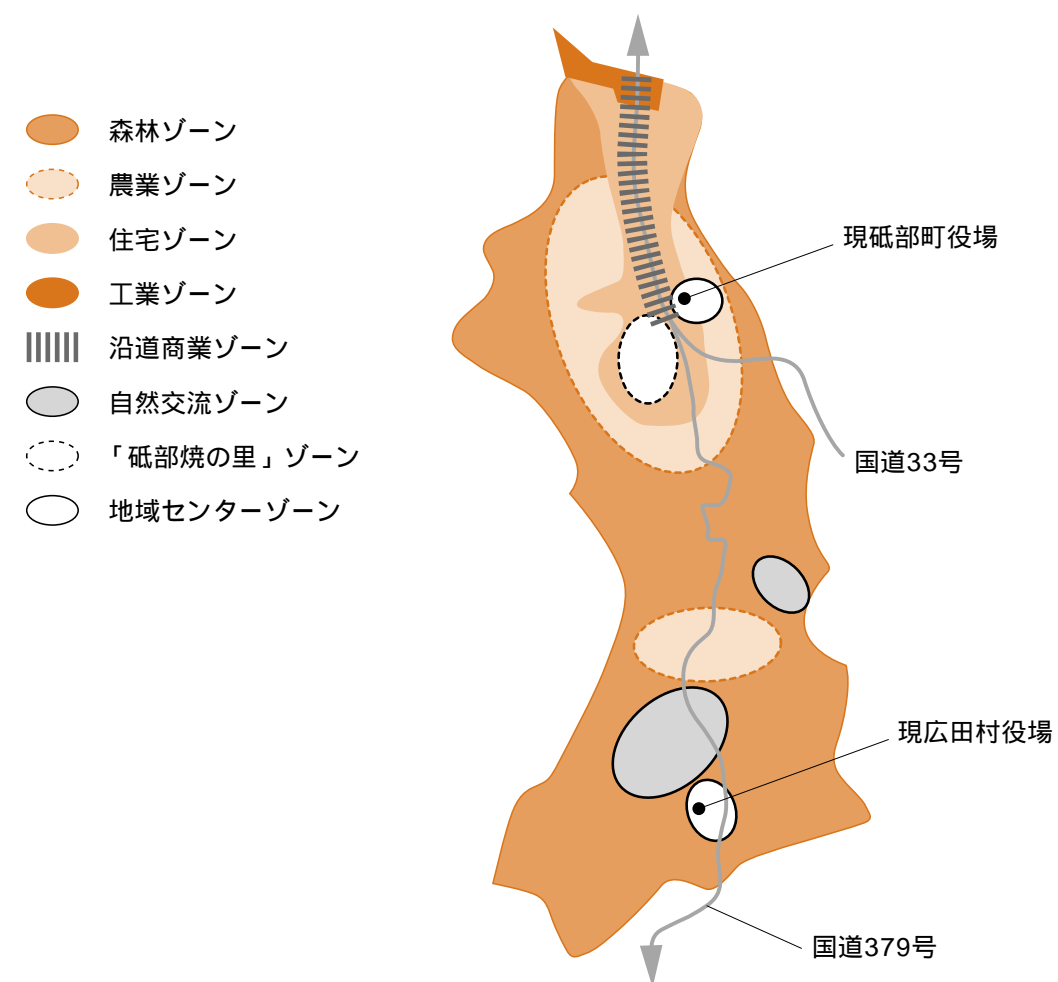 森林ゾーン
農業ゾーン
住宅ゾーン
工業ゾーン
沿道商業ゾーン
自然交流ゾーン
「砥部焼の里」ゾーン
地域センターゾーン
現砥部町役場
国道33号
現広田村役場
国道379号